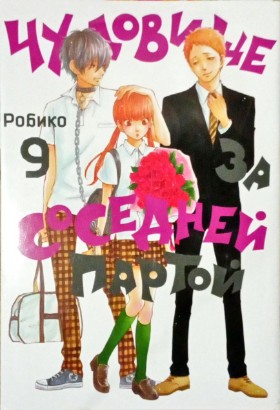 ЧУДОВИЩЕ
РОБИКО
9
ЗА
СОСЕДНЕЙ
ПАРТОЙ